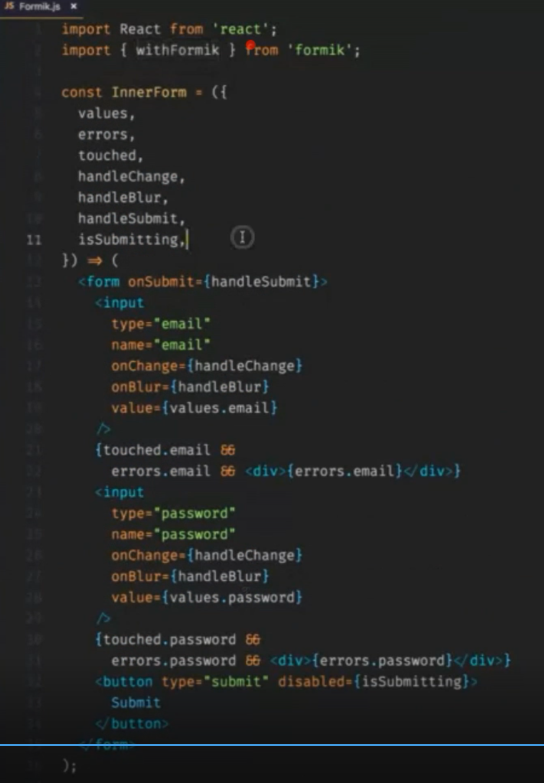 JS Formik.js ×
import React from 'react';
import { withFormik } from 'formik';
const InnerForm = ({
values,
errors,
touched,
handleChange,
handleBlur,
handleSubmit,
11 isSubmitting,
}) => (
<form onSubmit={handleSubmit}>
<input
type="email"
name="email"
onChange={handleChange}
onBlur={handleBlur}
value={values.email}
/>
{touched.email &&
errors.email && <div>{errors.email}</div>}
<input
type="password"
name="password"
onChange={handleChange}
onBlur={handleBlur}
value={values.password}
/>
{touched.password &&
errors.password && <div>{errors.password}</div>}
<button type="submit" disabled={isSubmitting}>
Submit
</button>
</form>
);